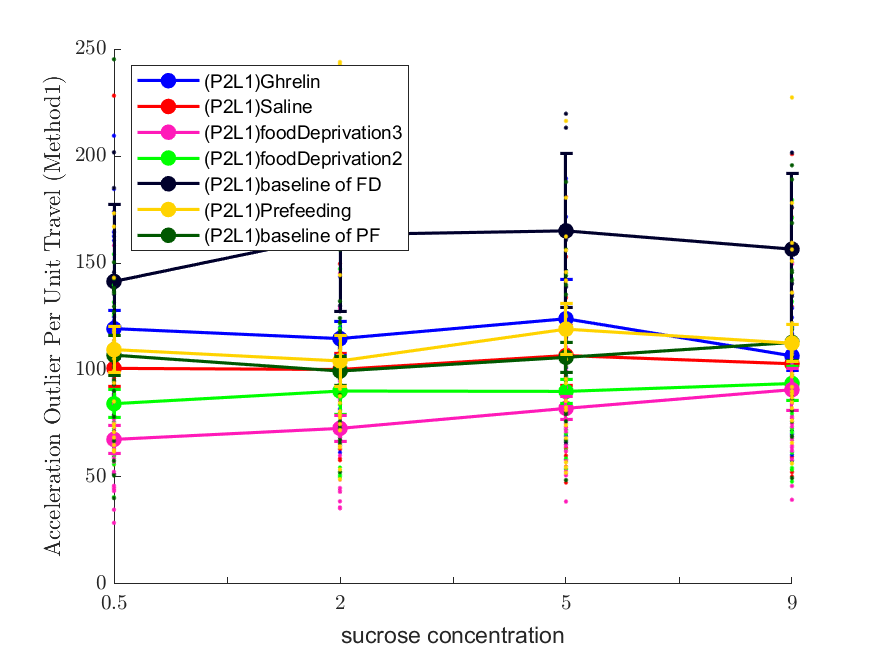 250
200
150
100
50
0
Acceleration Outlier Per Unit Travel (Method1)
(P2L1)Ghrelin
(P2L1)Saline
(P2L1)foodDeprivation3
(P2L1)foodDeprivation2
(P2L1)baseline of FD
(P2L1)Prefeeding
(P2L1)baseline of PF
0.5 2 5 9
sucrose concentration